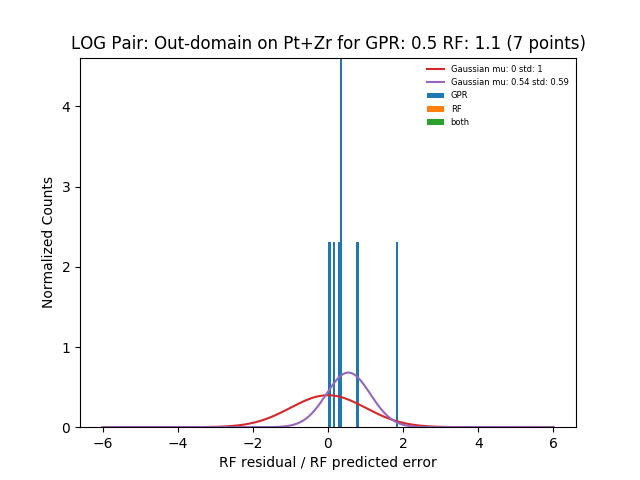 LOG Pair: Out-domain on Pt+Zr for GPR: 0.5 RF: 1.1 (7 points)
Gaussian mu: 0 std: 1
Gaussian mu: 0.54 std: 0.59
GPR
RF
both
Normalized Counts
4
3
2
1
0
−6 −4 −2 0 2 4 6
RF residual / RF predicted error